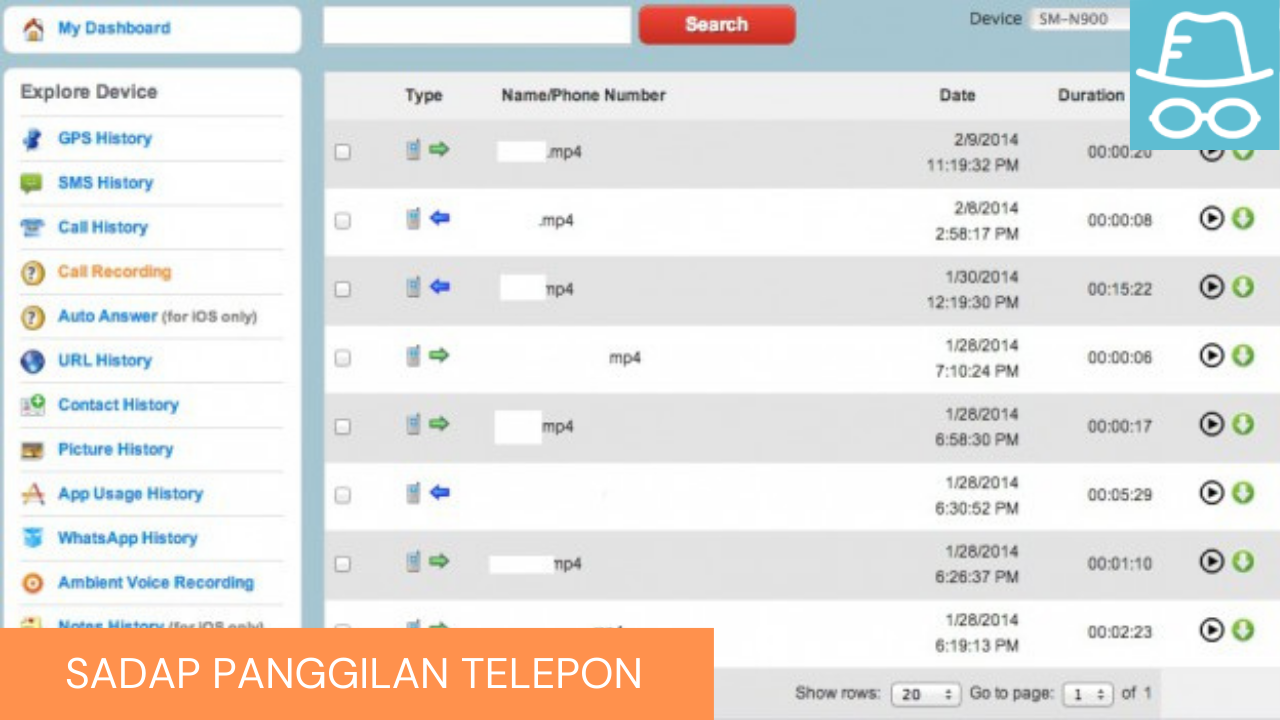 My Dashboard
Search
Device SM-N900
Explore Device
GPS History
SMS History
Call History
Call Recording
Auto Answer (for iOS only)
URL History
Contact History
Picture History
App Usage History
WhatsApp History
Ambient Voice Recording
Notes History (for iOS only)
Type Name/Phone Number Date Duration
.mp4 2/9/2014 00:00:20
11:19:32 PM
.mp4 2/8/2014 00:00:08
2:58:17 PM
mp4 1/30/2014 00:15:22
12:19:30 PM
mp4 1/28/2014 00:00:06
7:10:24 PM
mp4 1/28/2014 00:00:17
6:58:30 PM
1/28/2014 00:05:29
6:30:52 PM
mp4 1/28/2014 00:01:10
6:26:37 PM
1/28/2014 00:02:23
6:19:13 PM
Show rows: 20 Go to page: 1 of 1
SADAP PANGGILAN TELEPON